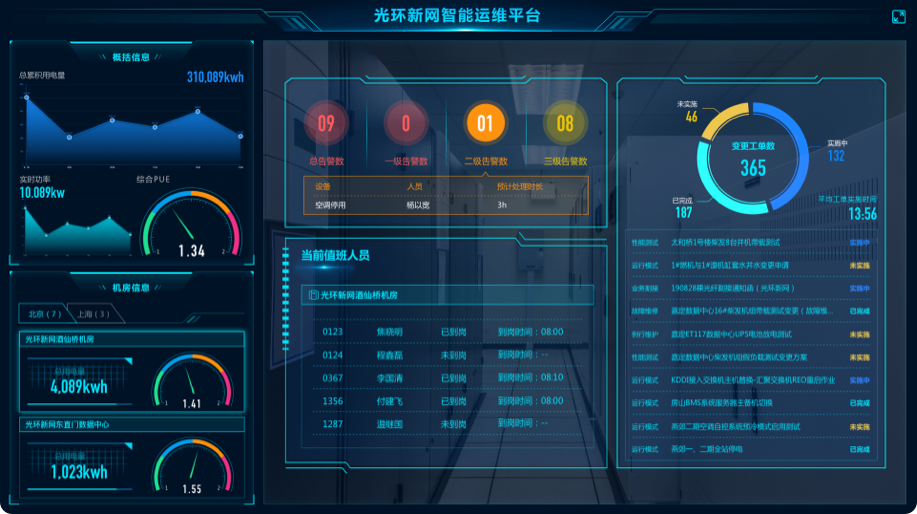 光环新网智能运维平台
概括信息
总累积用电量
310,089kwh
实时功率
10.089kw
综合PUE
1.34
机房信息
北京（7）
上海（3）
光环新网酒仙桥机房
总用电量
4,089kwh
1.41
光环新网东直门数据中心
总用电量
1,023kwh
1.55
09
0
01
08
总告警数
一级告警数
二级告警数
三级告警数
设备
人员
预计处理时长
空调停用
杨以宽
3h
当前值班人员
光环新网酒仙桥机房
0123 焦晓明 已到岗 到岗时间：08:00
0124 程鑫磊 未到岗 到岗时间：--
0367 李国清 已到岗 到岗时间：08:10
1356 付建飞 已到岗 到岗时间：08:00
1287 温继国 未到岗 到岗时间：--
未实施
46
实施中
132
变更工单数
365
已完成
187
平均工单实施时间
13:56
性能测试 太和桥1号楼柴发8台并机带载测试 实施中
运行模式 1#燃机与1#溴机缸套水并水变更申请 未实施
业务割接 190828裸光纤割接通知函（光环新网） 实施中
故障维修 嘉定数据中心16#柴发机组带载测试变更（故障维... 已完成
例行维护 嘉定ET117数据中心UPS电池放电测试 未实施
性能测试 嘉定数据中心柴发机组假负载测试变更方案 未实施
运行模式 KDDI接入交换机主机替换-汇聚交换机REO重启作业 实施中
运行模式 房山BMS系统服务器主备机切换 已完成
运行模式 燕郊二期空调自控系统预冷模式启用测试 未实施
运行模式 燕郊一、二期全站停电 已完成